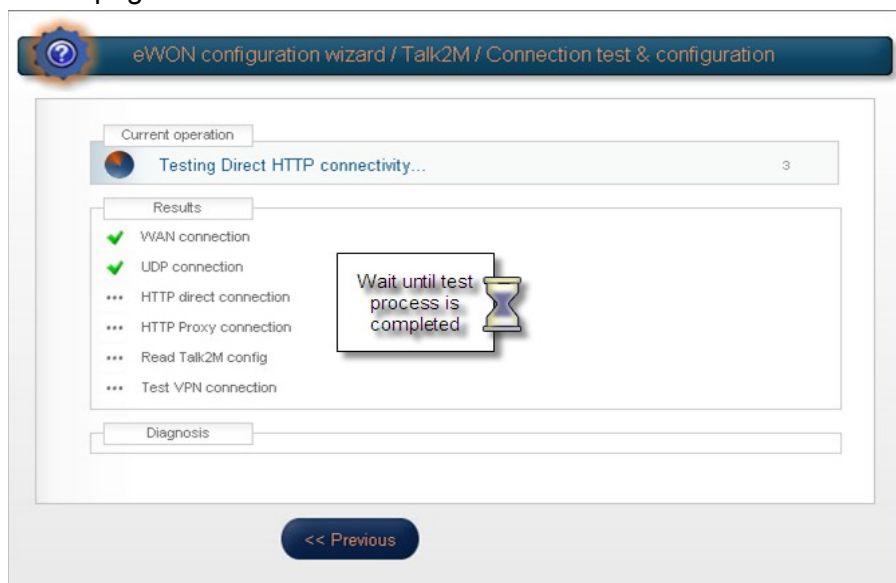 eWON configuration wizard / Talk2M / Connection test & configuration
Current operation
Testing Direct HTTP connectivity...
3
Results
WAN connection
UDP connection
HTTP direct connection
HTTP Proxy connection
Read Talk2M config
Test VPN connection
Wait until test
process is
completed
Diagnosis
<< Previous